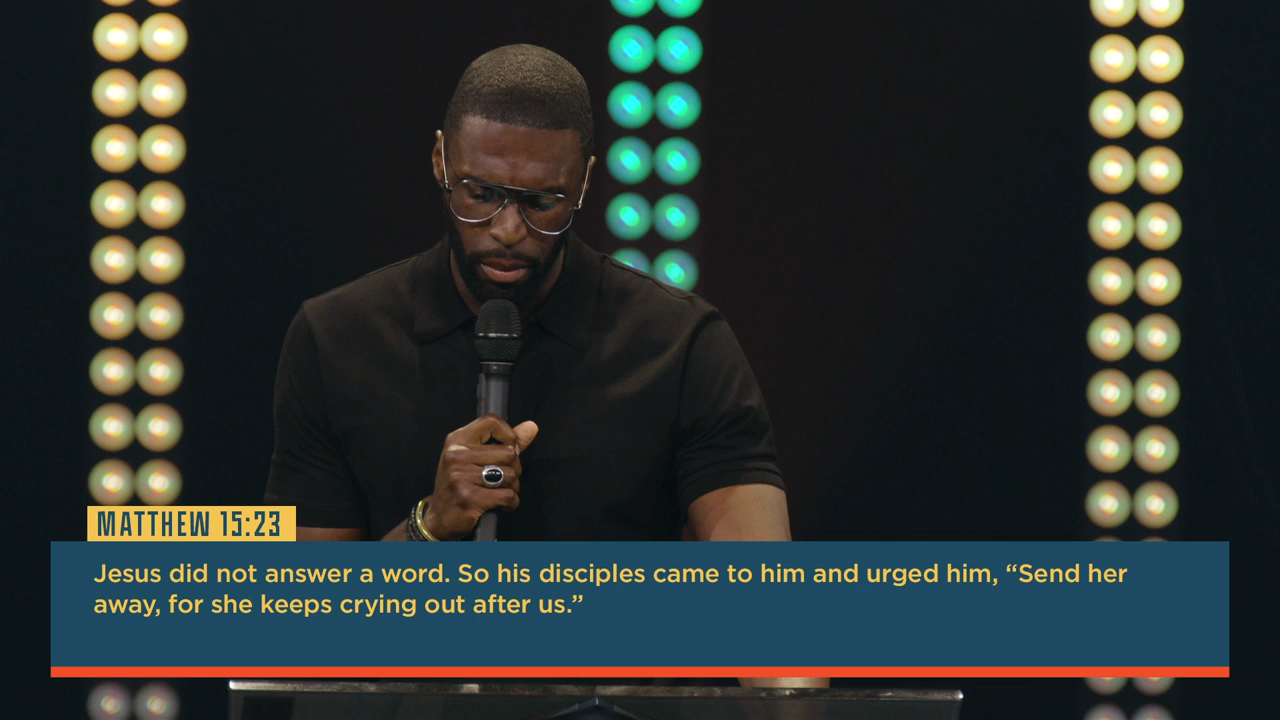 MATTHEW 15:23
Jesus did not answer a word. So his disciples came to him and urged him, “Send her
away, for she keeps crying out after us.”